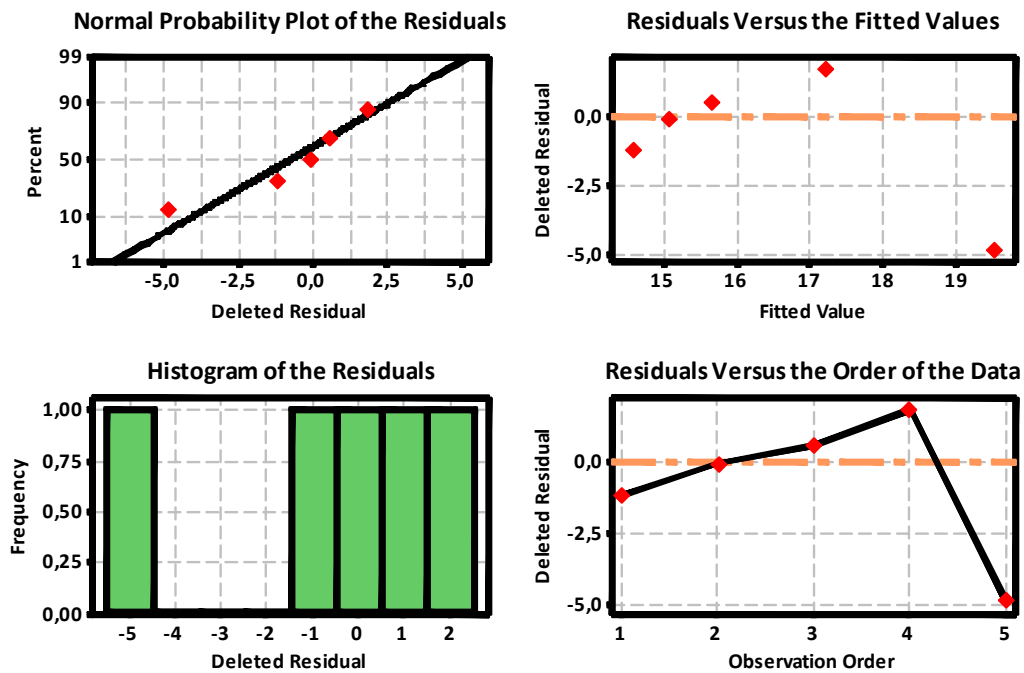 Normal Probability Plot of the Residuals
99
90
50
10
1
Percent
-5,0 -2,5 0,0 2,5 5,0
Deleted Residual
Residuals Versus the Fitted Values
0,0
-2,5
-5,0
Deleted Residual
15 16 17 18 19
Fitted Value
Histogram of the Residuals
1,00
0,75
0,50
0,25
0,00
Frequency
-5 -4 -3 -2 -1 0 1 2
Deleted Residual
Residuals Versus the Order of the Data
0,0
-2,5
-5,0
Deleted Residual
1 2 3 4 5
Observation Order